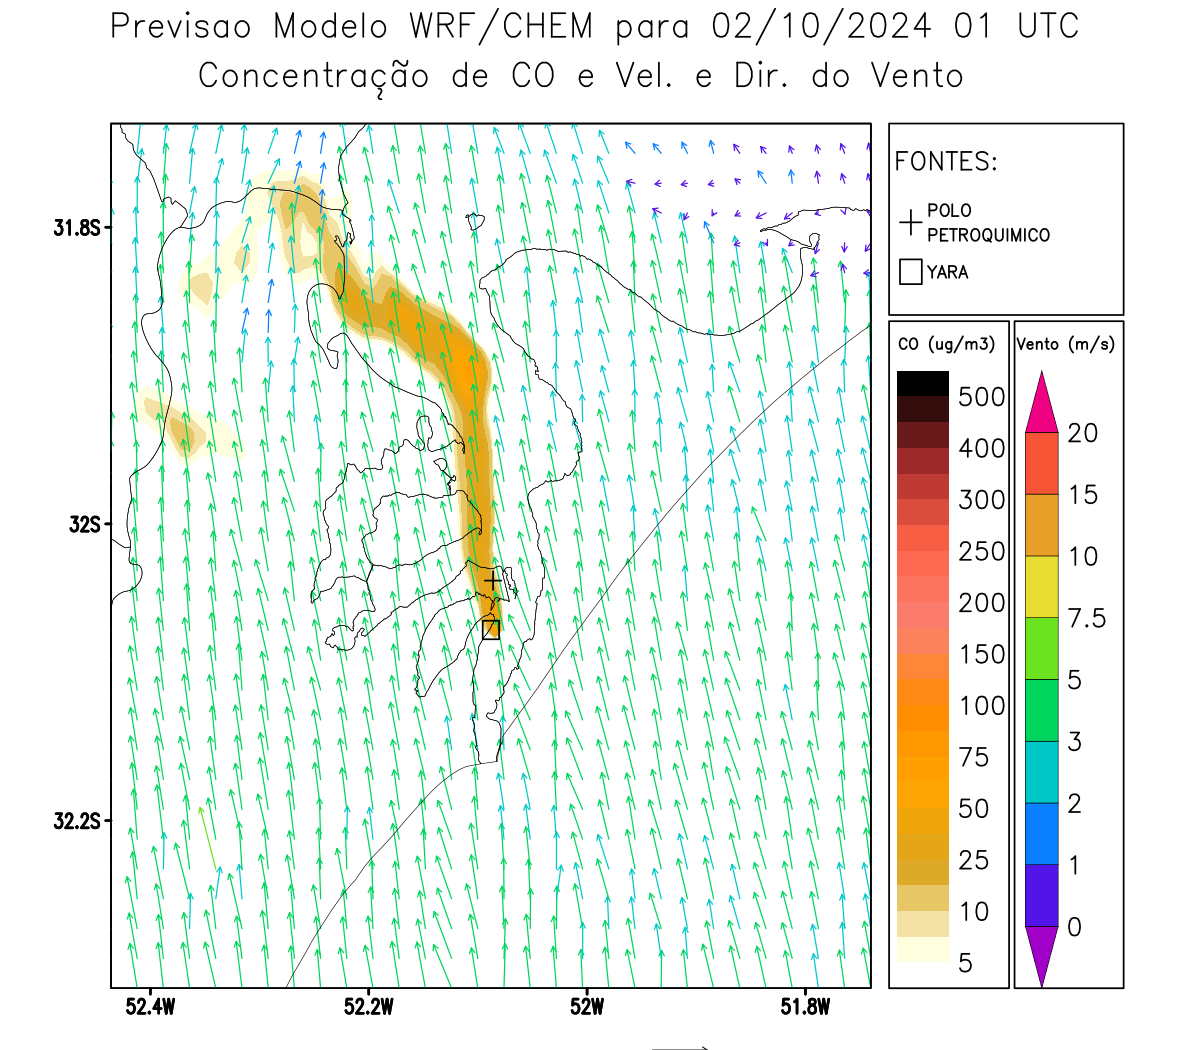 Previsao Modelo WRF/CHEM para 02/10/2024 01 UTC
Concentração de CO e Vel. e Dir. do Vento
FONTES:
POLO
PETROQUIMICO
YARA
CO (ug/m3)
500
400
300
250
200
150
100
75
50
25
10
5
Vento (m/s)
20
15
10
7.5
5
3
2
1
0
31.8S
32S
32.2S
52.4W
52.2W
52W
51.8W